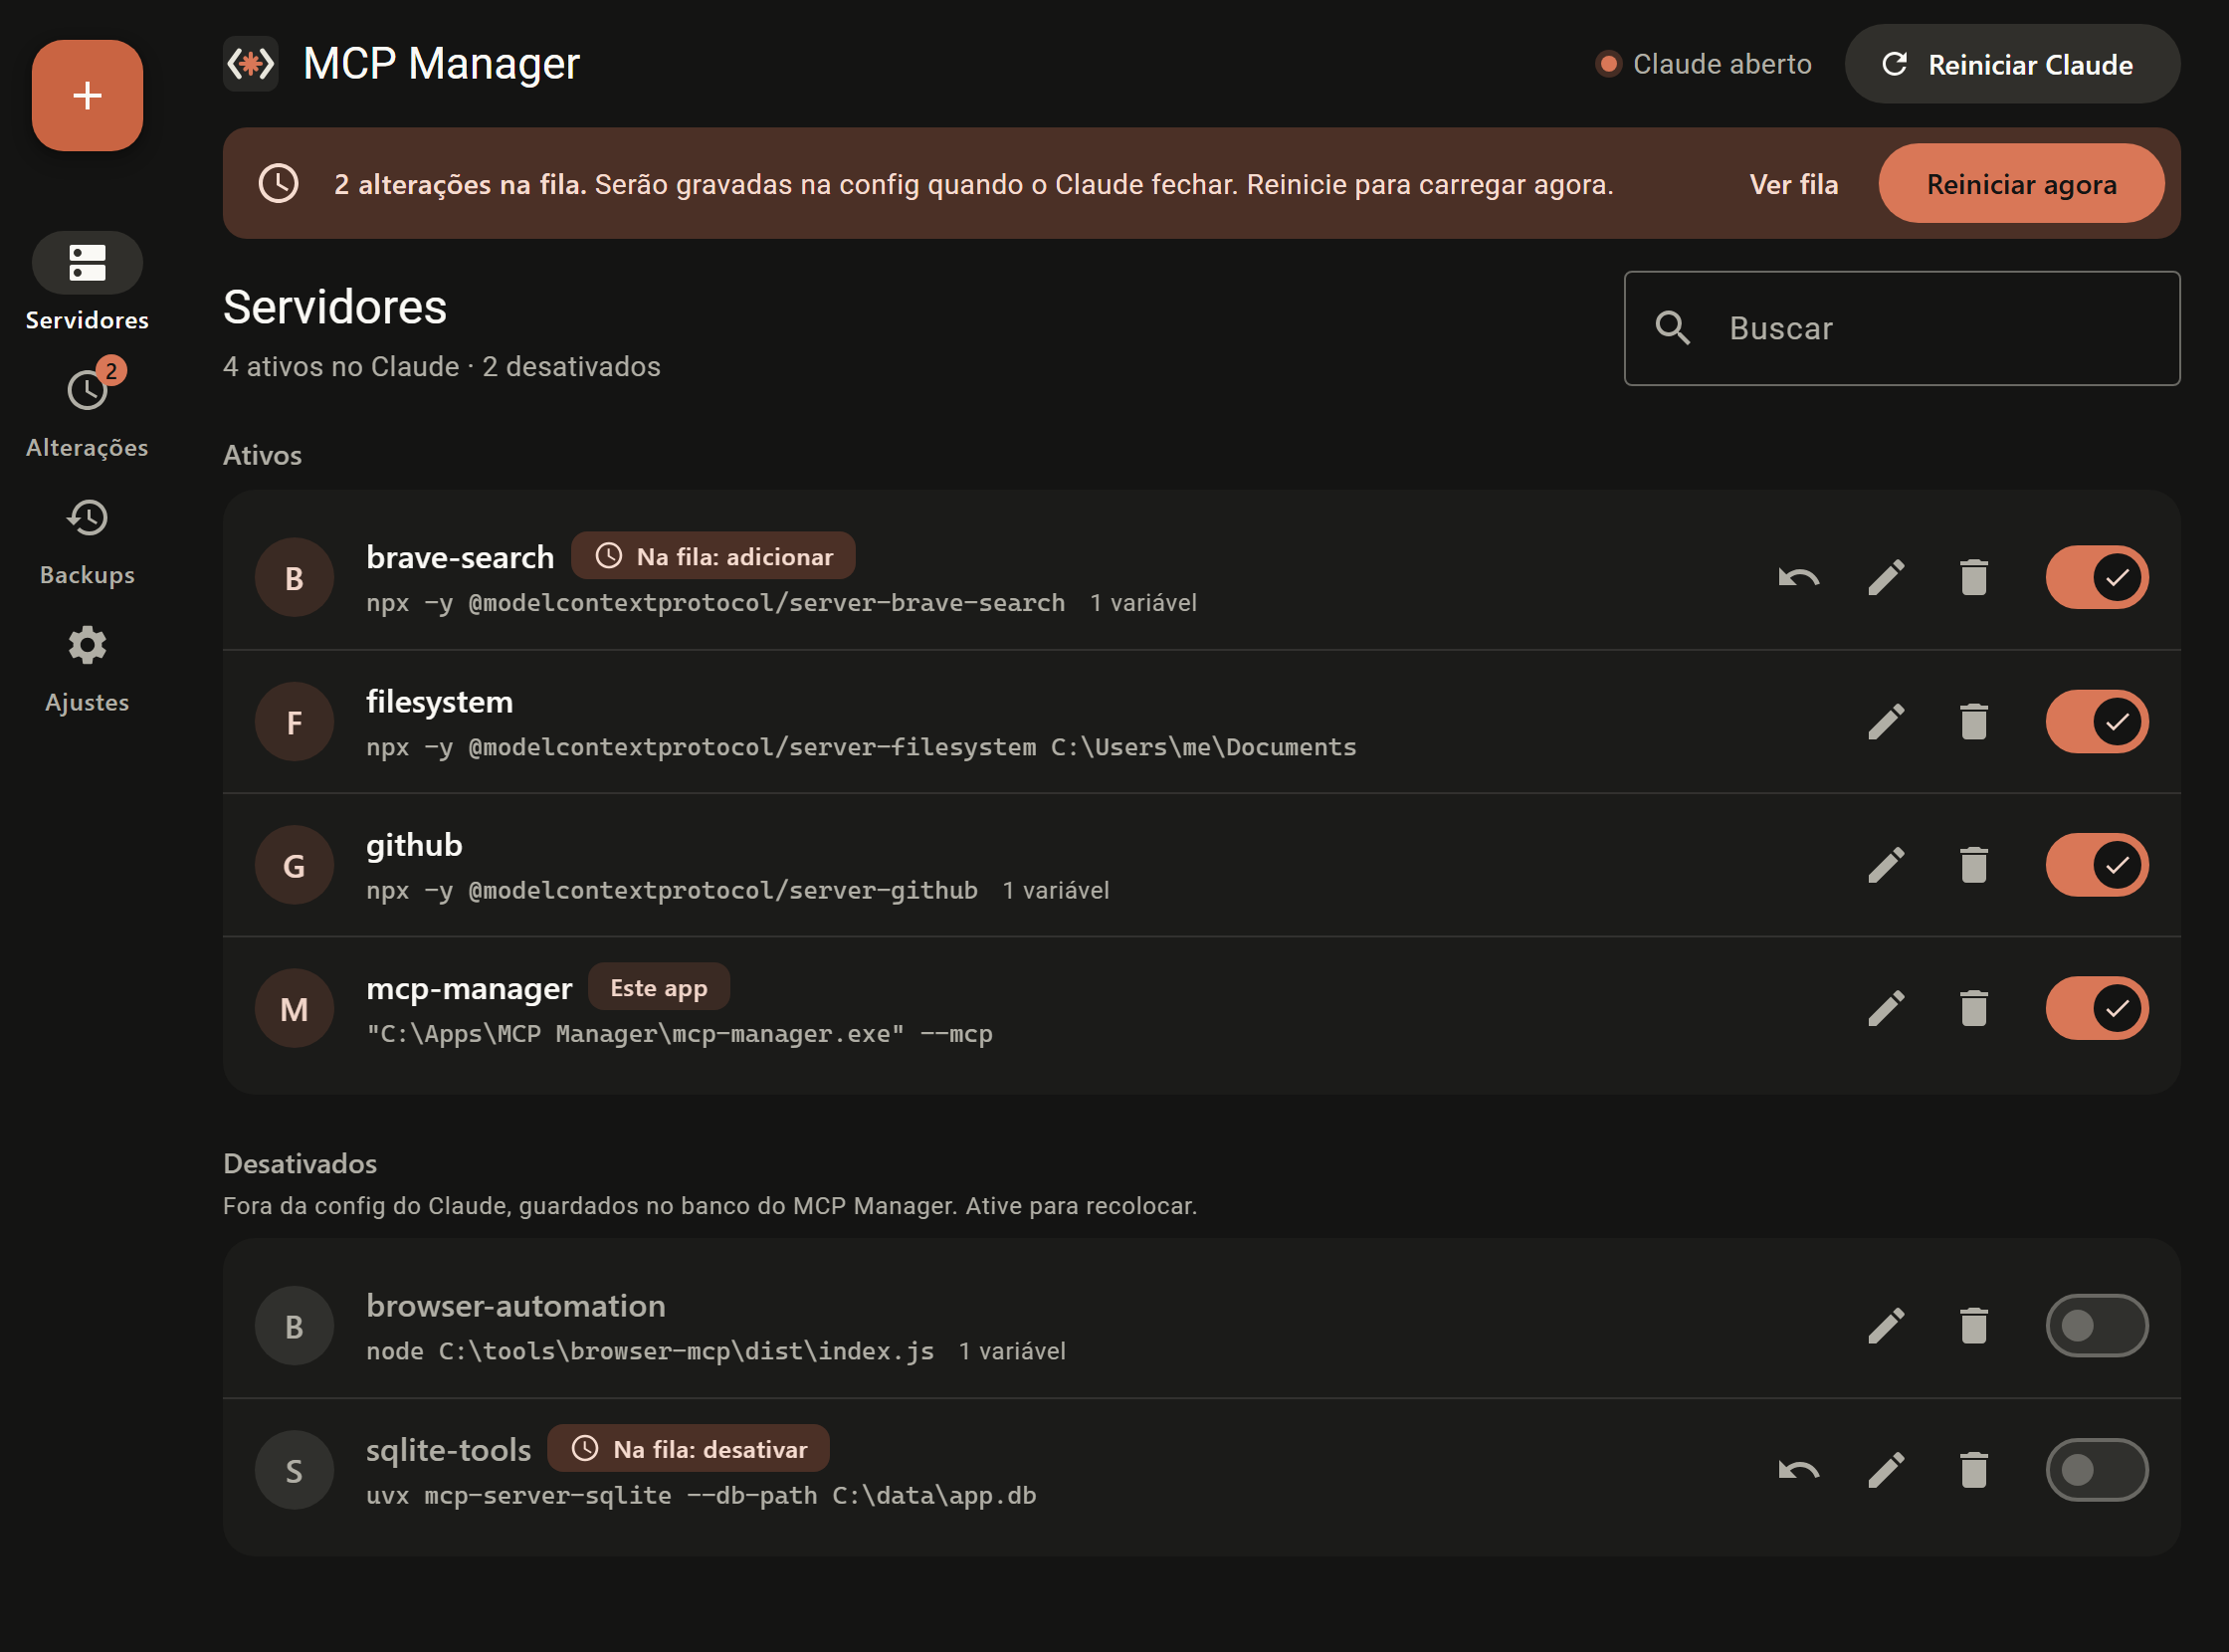 +
MCP Manager
Claude aberto
Reiniciar Claude
2 alterações na fila. Serão gravadas na config quando o Claude fechar. Reinicie para carregar agora.
Ver fila
Reiniciar agora
Servidores
2
Alterações
Backups
Ajustes
Servidores
4 ativos no Claude · 2 desativados
Buscar
Ativos
B
brave-search
Na fila: adicionar
npx -y @modelcontextprotocol/server-brave-search 1 variável
F
filesystem
npx -y @modelcontextprotocol/server-filesystem C:\Users\me\Documents
G
github
npx -y @modelcontextprotocol/server-github 1 variável
M
mcp-manager
Este app
"C:\Apps\MCP Manager\mcp-manager.exe" --mcp
Desativados
Fora da config do Claude, guardados no banco do MCP Manager. Ative para recolocar.
B
browser-automation
node C:\tools\browser-mcp\dist\index.js 1 variável
S
sqlite-tools
Na fila: desativar
uvx mcp-server-sqlite --db-path C:\data\app.db